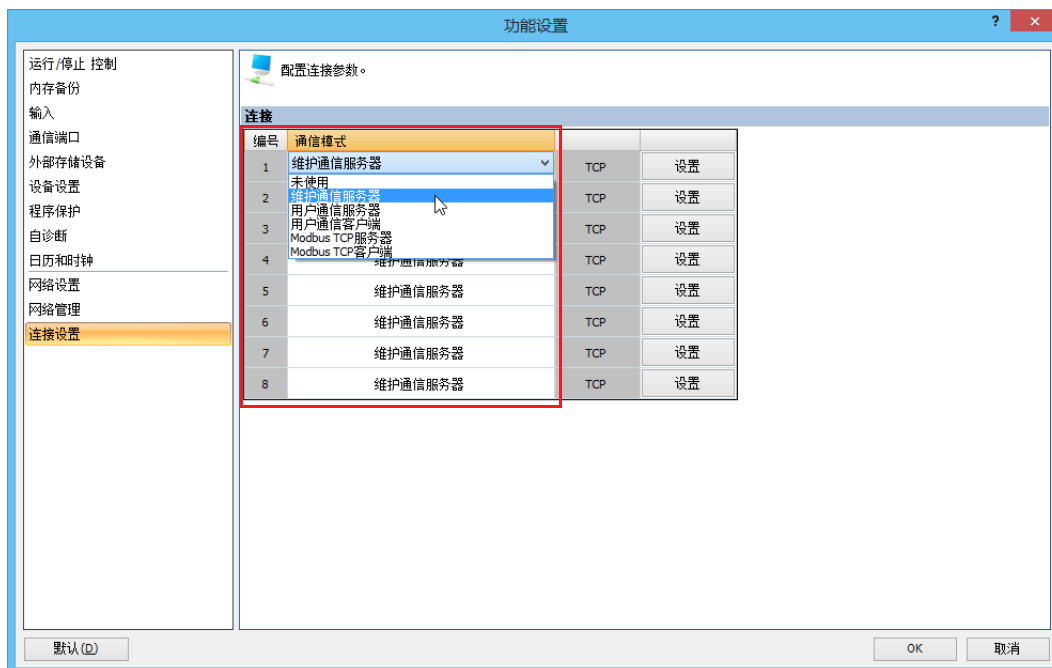 功能设置
?
×
运行/停止 控制
内存备份
输入
通信端口
外部存储设备
设备设置
程序保护
自诊断
日历和时钟
网络设置
网络管理
连接设置
配置连接参数。
连接
编号 通信模式
1 维护通信服务器 TCP 设置
未使用
维护通信服务器
用户通信服务器
用户通信客户端
Modbus TCP服务器
Modbus TCP客户端
2 TCP 设置
3 TCP 设置
4 维护通信服务器 TCP 设置
5 维护通信服务器 TCP 设置
6 维护通信服务器 TCP 设置
7 维护通信服务器 TCP 设置
8 维护通信服务器 TCP 设置
默认(D)
OK
取消